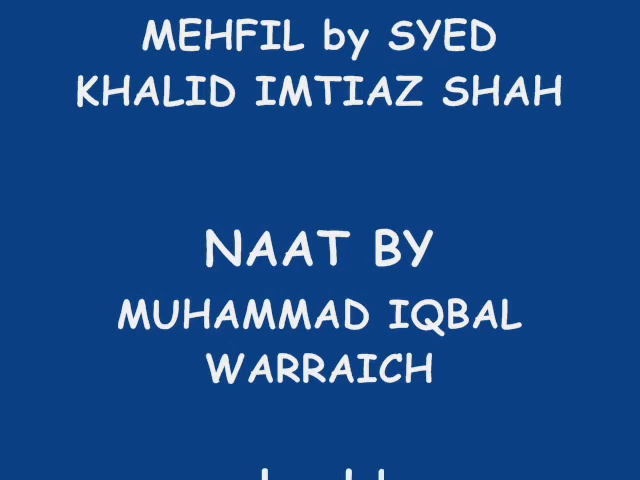 MEHFIL by SYED
KHALID IMTIAZ SHAH
NAAT BY
MUHAMMAD IQBAL
WARRAICH